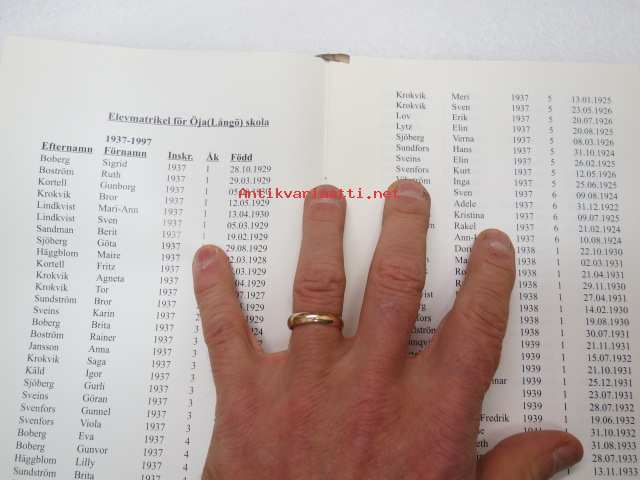 Elevmatrikel för Öja(Långö) skola
1937-1997
Efternamn Förnamn Inskr. Åk Född
Boberg Sigrid 1937 1 28.10.1929
Boström Ruth 1937 1 29.03.1929
Kortell Gunborg 1937 1
Krokvik Bror 1937 1 12.05.1929
Lindkvist Mari-Ann 1937 1 13.04.1930
Lindkvist Sven 1937 1 05.03.1929
Sandman Berit 1937 1 19.02.1929
Sjöberg Göta 1937 29.08.1929
Häggblom Maire 1937
Kortell Fritz 1937
Krokvik Agneta 1937
Krokvik Tor 1937
Sundström Bror 1937
Sveins Karin 1937
Boberg Brita 1937 3
Boström Rainer 1937 3
Jansson Anna 1937 3
Krokvik Saga 1937 3
Käld Igor 1937 3
Sjöberg Gurli 1937 3
Sveins Göran 1937 3
Svenfors Gunnel 1937 3
Svenfors Viola 1937 3
Boberg Eva 1937 4
Boberg Gunvor 1937 4
Häggblom Lilly 1937 4
Sundström Brita
Krokvik Meri 1937 5 13.01.1925
Krokvik Sven 1937 5 23.05.1926
Lov Erik 1937 5 20.07.1926
Lytz Elin 1937 5 20.08.1925
Sjöberg Verna 1937 5 08.03.1926
Sundfors Hans 1937 5 31.10.1924
Sveins Elin 1937 5 26.02.1925
Svenfors Kurt 1937 5 12.05.1926
Inga 1937 5 25.06.1925
Sven 1937 6 09.08.1924
Adele 1937 6 31.12.1922
Kristina 1937 6 09.07.1925
Rakel 1937 6 21.02.1924
6 10.08.1924
1 22.10.1930
1938 1 02.03.1931
1938 1 21.04.1931
1938 1 29.11.1930
1938 1 27.04.1931
1938 1 14.02.1930
1938 1 19.08.1930
1938 1 30.07.1931
1939 1 21.11.1931
1939 1 15.07.1932
1939 1 21.10.1931
1939 1 25.12.1931
1939 1 23.07.1931
1939 1 28.07.1932
Fredrik 1939 1 19.06.1932
1 31.10.1932
1 31.08.1933
1 28.07.1933
1 13.11.1933
Antikvariaatti.net